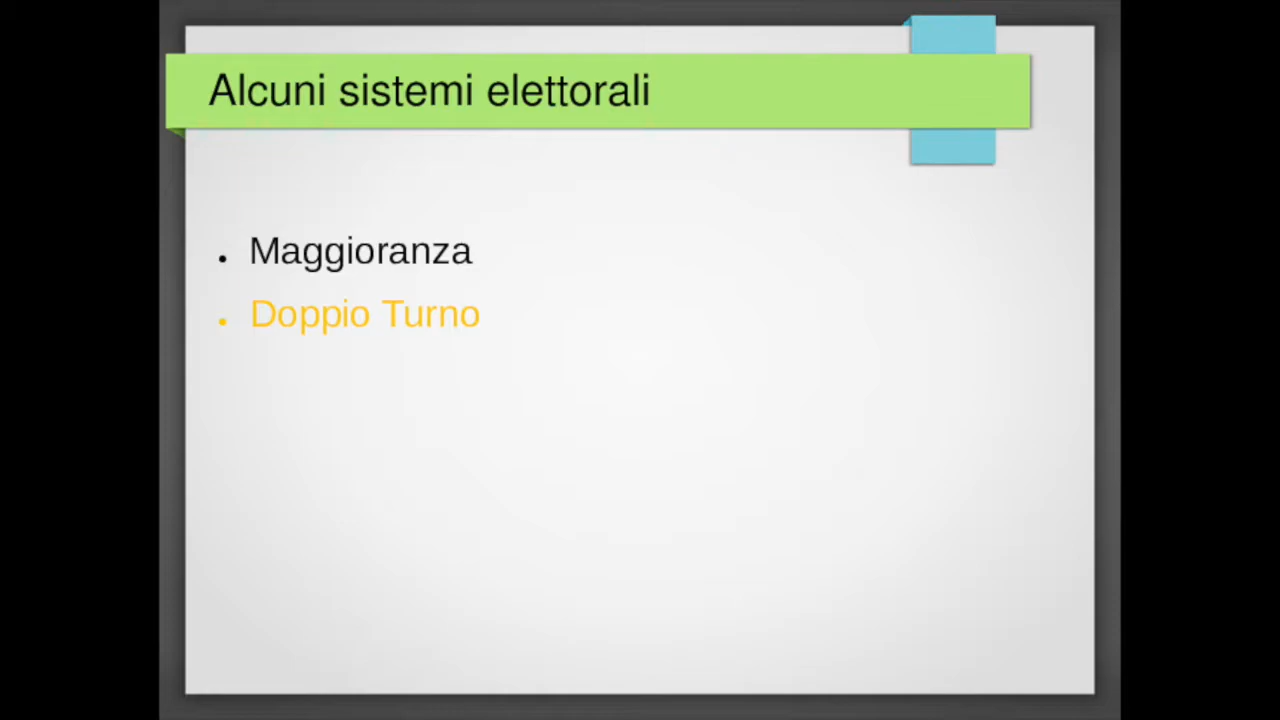 Alcuni sistemi elettorali
• Maggioranza
• Doppio Turno